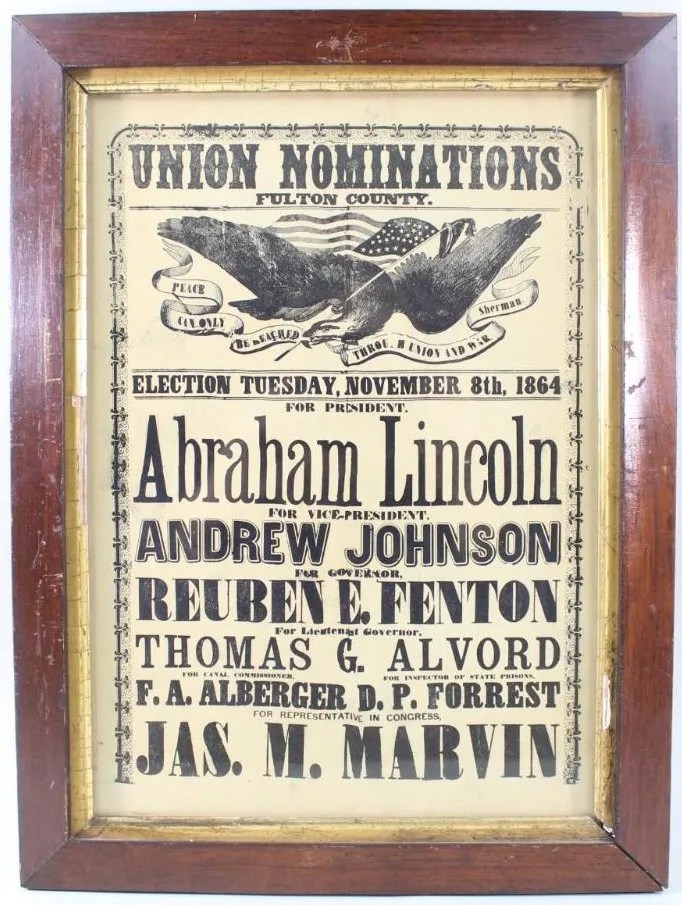 UNION NOMINATIONS
FULTON COUNTY.
PEACE
CAN ONLY
BE REACHED
THROUGH UNION AND WAR
Sherman.
ELECTION TUESDAY, NOVEMBER 8th, 1864
FOR PRESIDENT.
Abraham Lincoln
FOR VICE-PRESIDENT.
ANDREW JOHNSON
FOR GOVERNOR,
REUBEN E. FENTON
For Lieutenant Governor,
THOMAS G. ALVORD
FOR CANAL COMMISSIONER, FOR INSPECTOR OF STATE PRISONS,
F. A. ALBERGER D. P. FORREST
FOR REPRESENTATIVE IN CONGRESS,
JAS. M. MARVIN